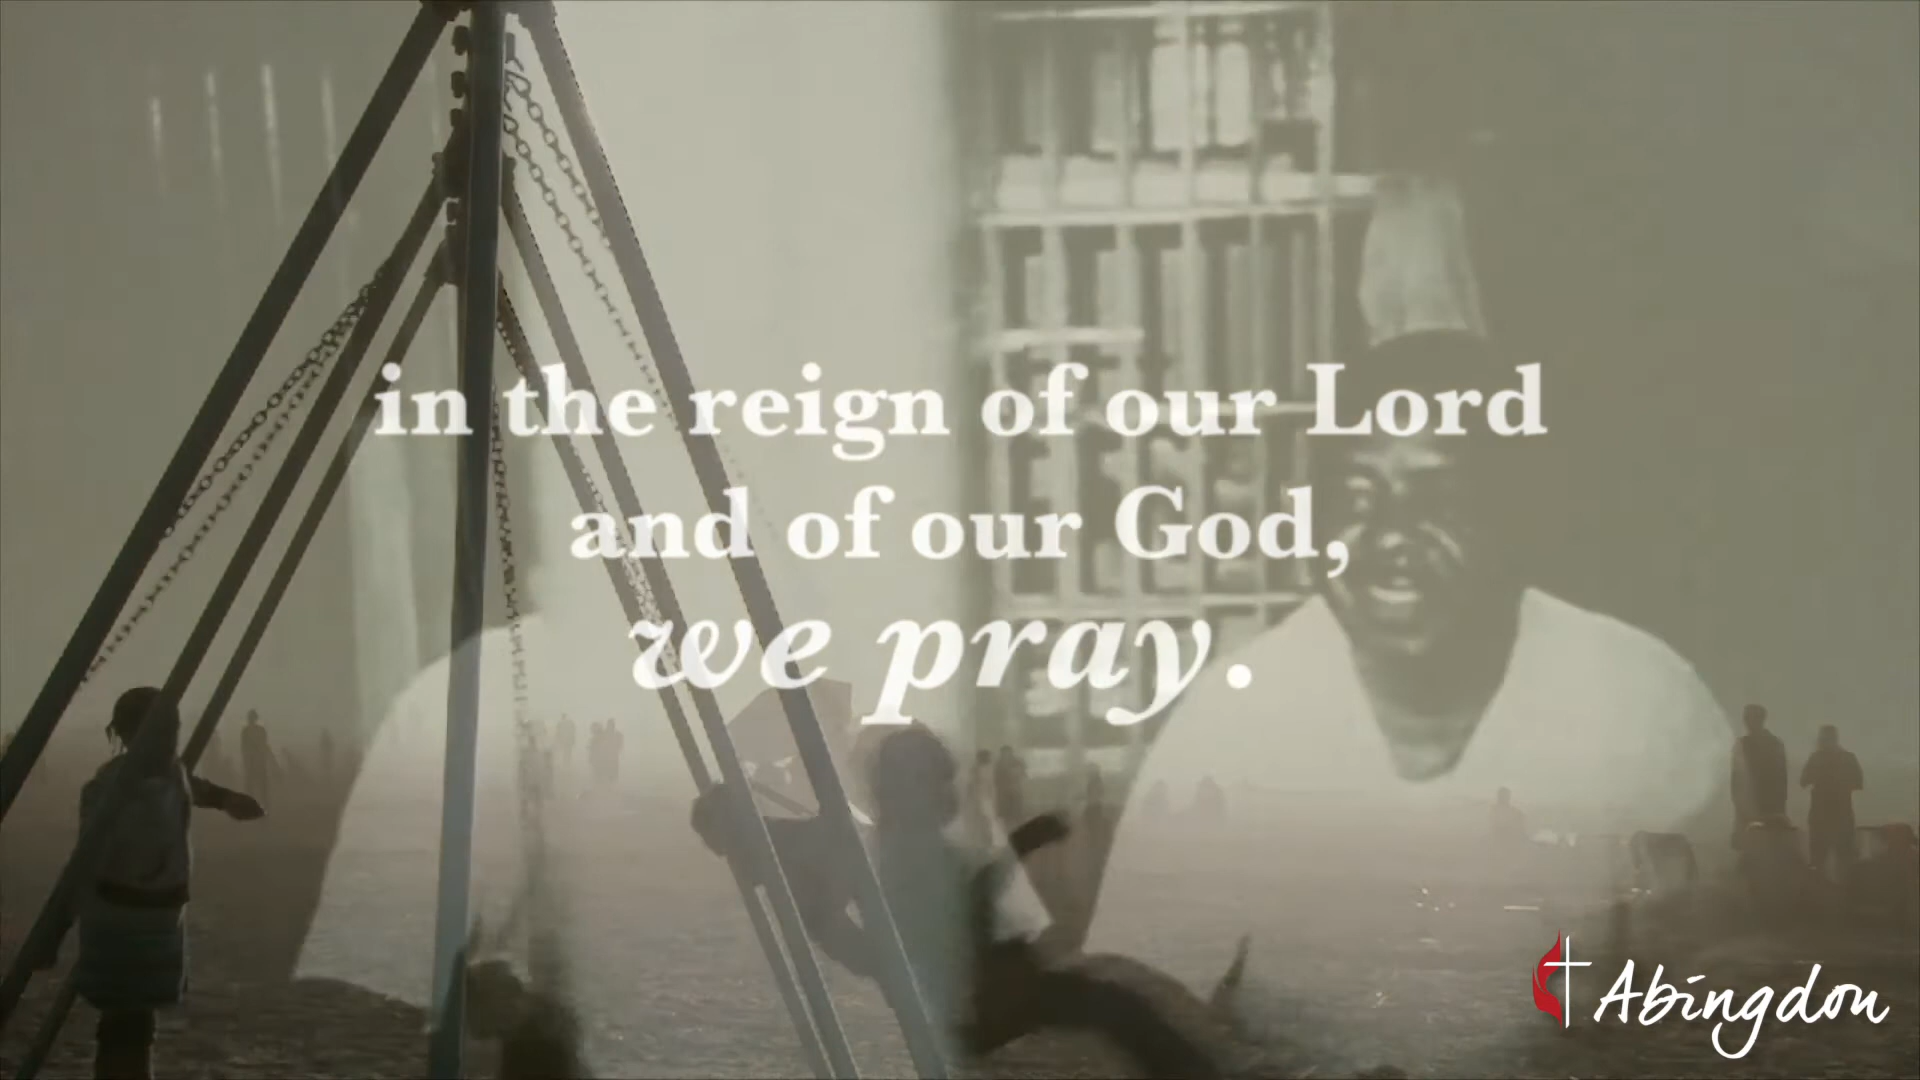 in the reign of our Lord
and of our God,
we pray.
Abingdon